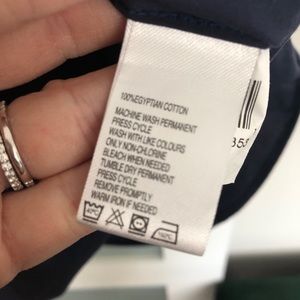 100%EGYPTIAN COTTON
MACHINE WASH PERMANENT
PRESS CYCLE
WASH WITH LIKE COLOURS
ONLY NON-CHLORINE
BLEACH WHEN NEEDED
TUMBLE DRY PERMANENT
PRESS CYCLE
REMOVE PROMPTLY
WARM IRON IF NEEDED